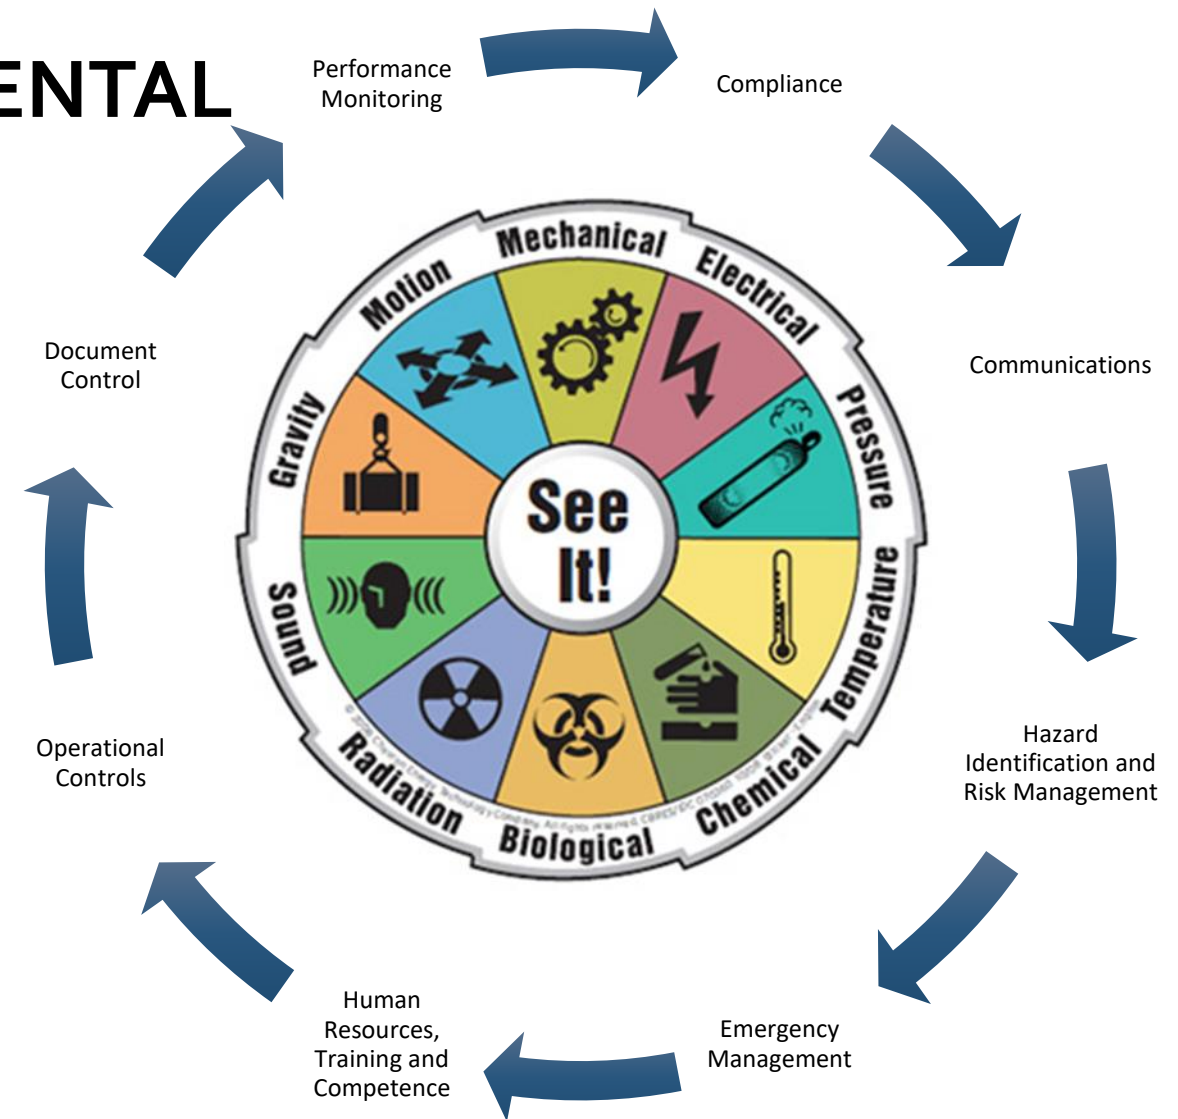 ENTAL
Performance
Monitoring
Compliance
Communications
Hazard
Identification and
Risk Management
Emergency
Management
Human
Resources,
Training and
Competence
Operational
Controls
Document
Control
Mechanical
Electrical
Pressure
Temperature
Chemical
Biological
Radiation
Sound
Gravity
Motion
See
It!